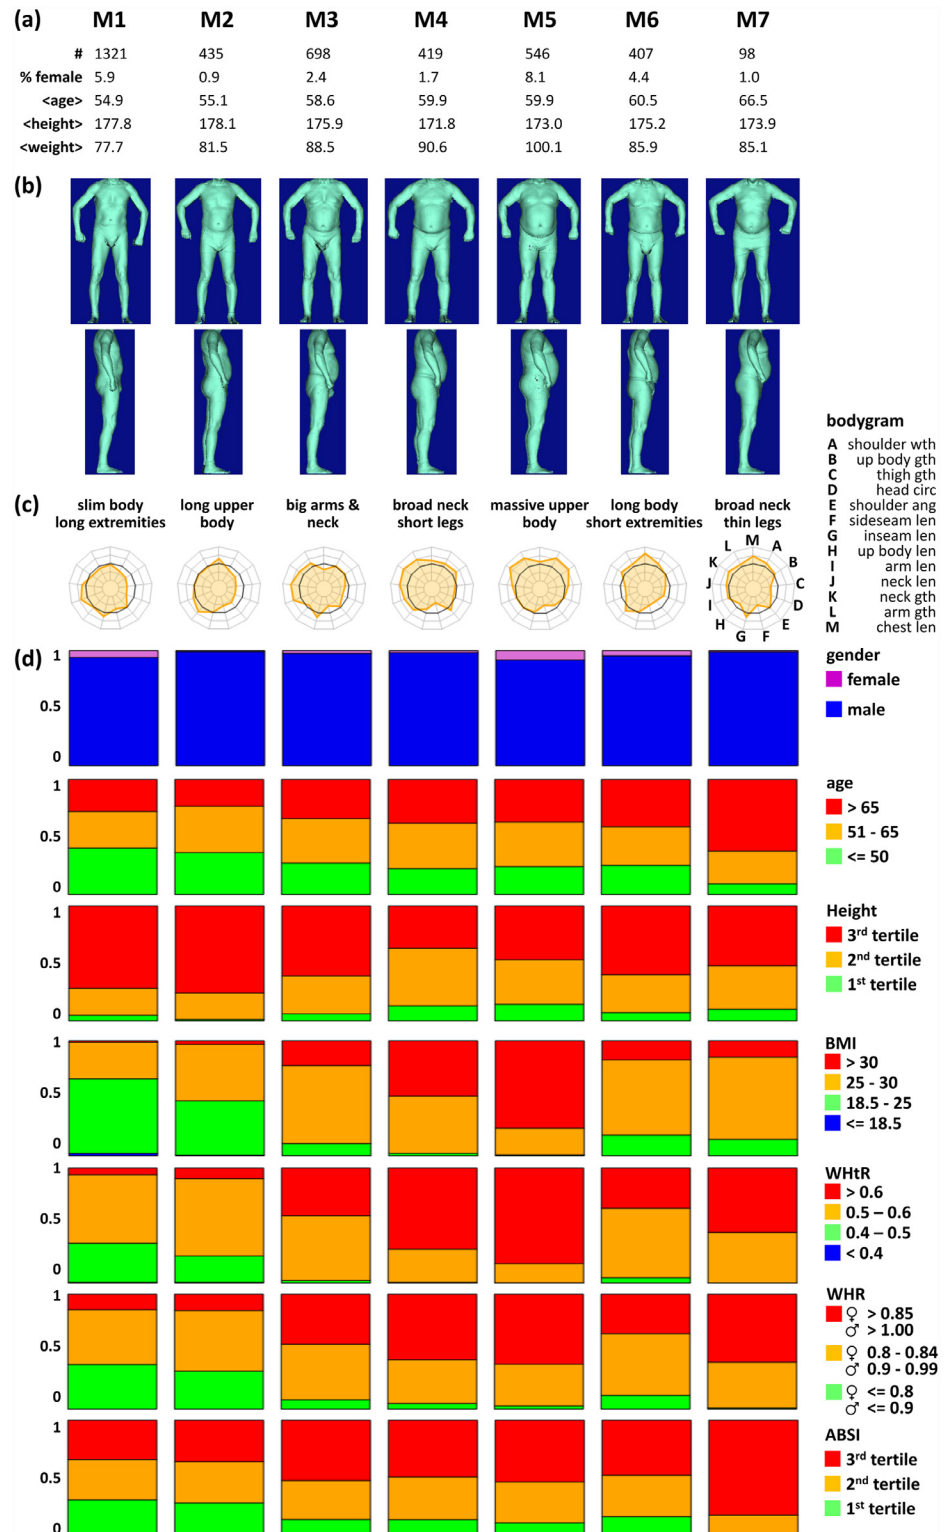 (a) M1 M2 M3 M4 M5 M6 M7
# 1321 435 698 419 546 407 98
% female 5.9 0.9 2.4 1.7 8.1 4.4 1.0
<age> 54.9 55.1 58.6 59.9 59.9 60.5 66.5
<height> 177.8 178.1 175.9 171.8 173.0 175.2 173.9
<weight> 77.7 81.5 88.5 90.6 100.1 85.9 85.1
(b)
bodygram
A shoulder wth
B up body gth
C thigh gth
D head circ
E shoulder ang
F sideseam len
G inseam len
H up body len
I arm len
J neck len
K neck gth
L arm gth
M chest len
(c)
slim body
long extremities
long upper
body
big arms &
neck
broad neck
short legs
massive upper
body
long body
short extremities
broad neck
thin legs
M A B C D E F G H I J K L
(d)
1
0.5
0
gender
female
male
1
0.5
0
age
> 65
51 - 65
<= 50
1
0.5
0
Height
3rd tertile
2nd tertile
1st tertile
1
0.5
0
BMI
> 30
25 - 30
18.5 - 25
<= 18.5
1
0.5
0
WHtR
> 0.6
0.5 – 0.6
0.4 – 0.5
< 0.4
1
0.5
0
WHR
♀ > 0.85
♂ > 1.00
♀ 0.8 - 0.84
♂ 0.9 - 0.99
♀ <= 0.8
♂ <= 0.9
1
0.5
0
ABSI
3rd tertile
2nd tertile
1st tertile